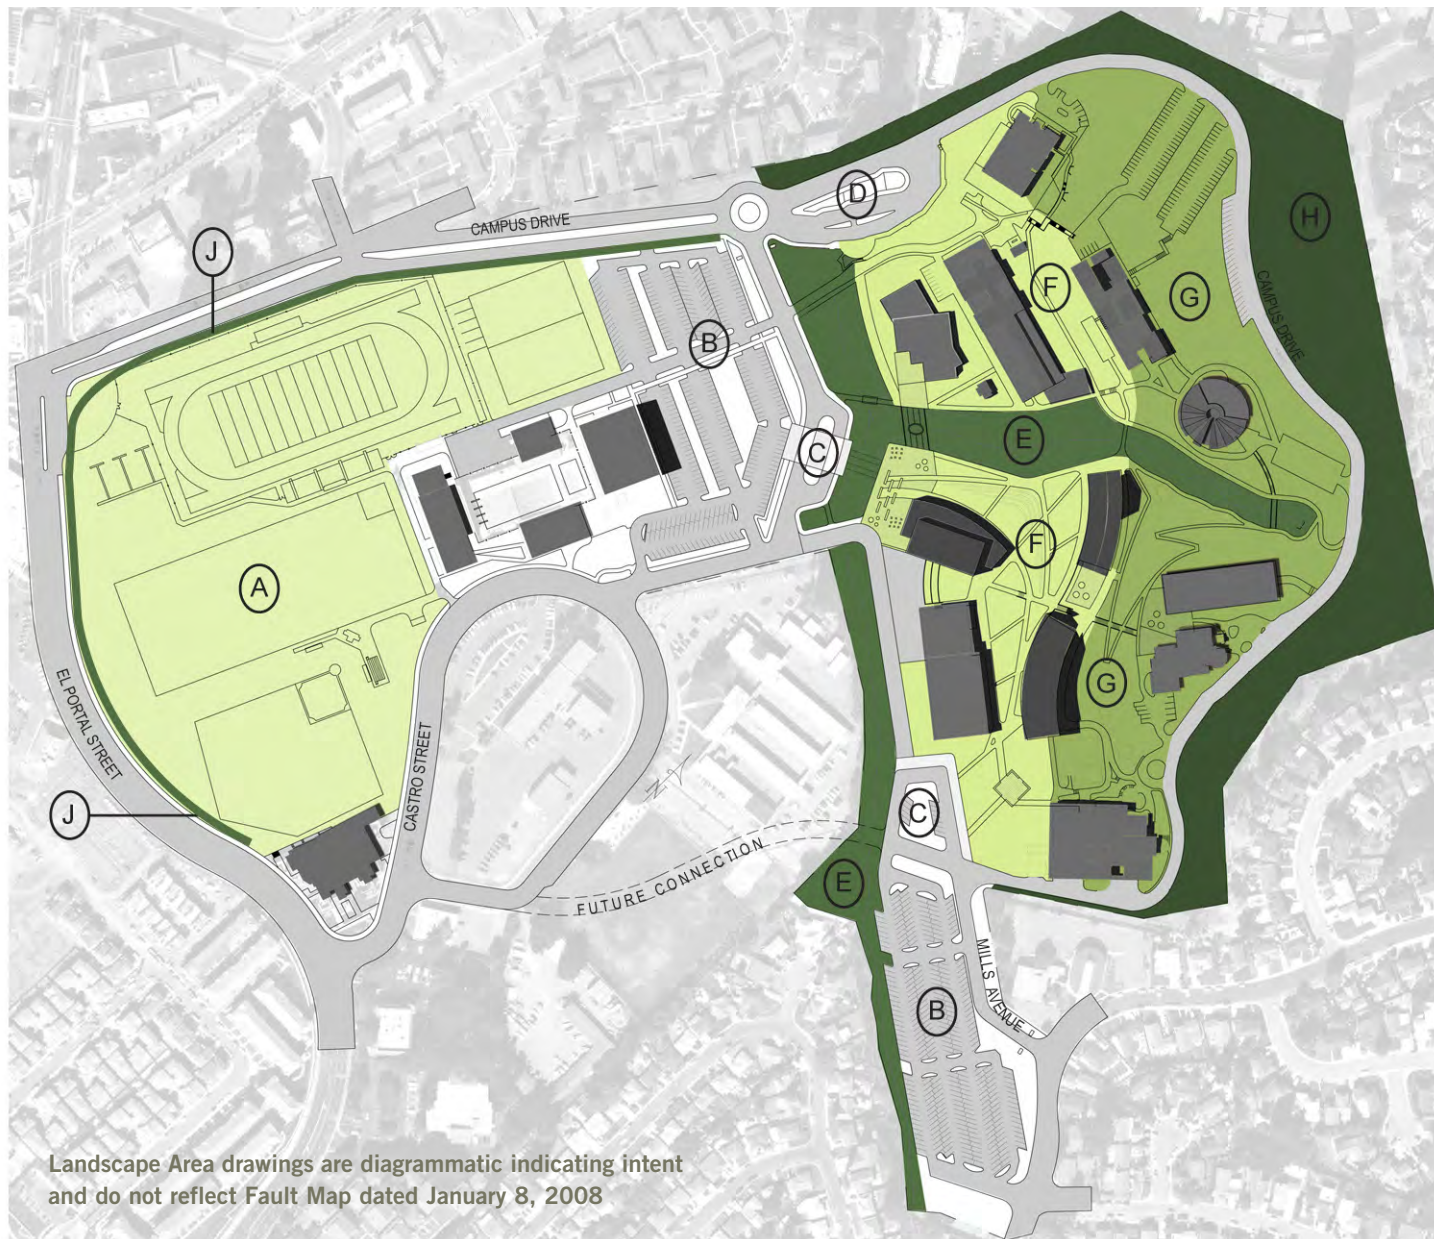 H
D
CAMPUS DRIVE
J
F
G
CAMPUS DRIVE
B
E
C
F
A
G
EL PORTAL STREET
CASTRO STREET
J
C
FUTURE CONNECTION
E
MILLS AVENUE
B
Landscape Area drawings are diagrammatic indicating intent
and do not reflect Fault Map dated January 8, 2008